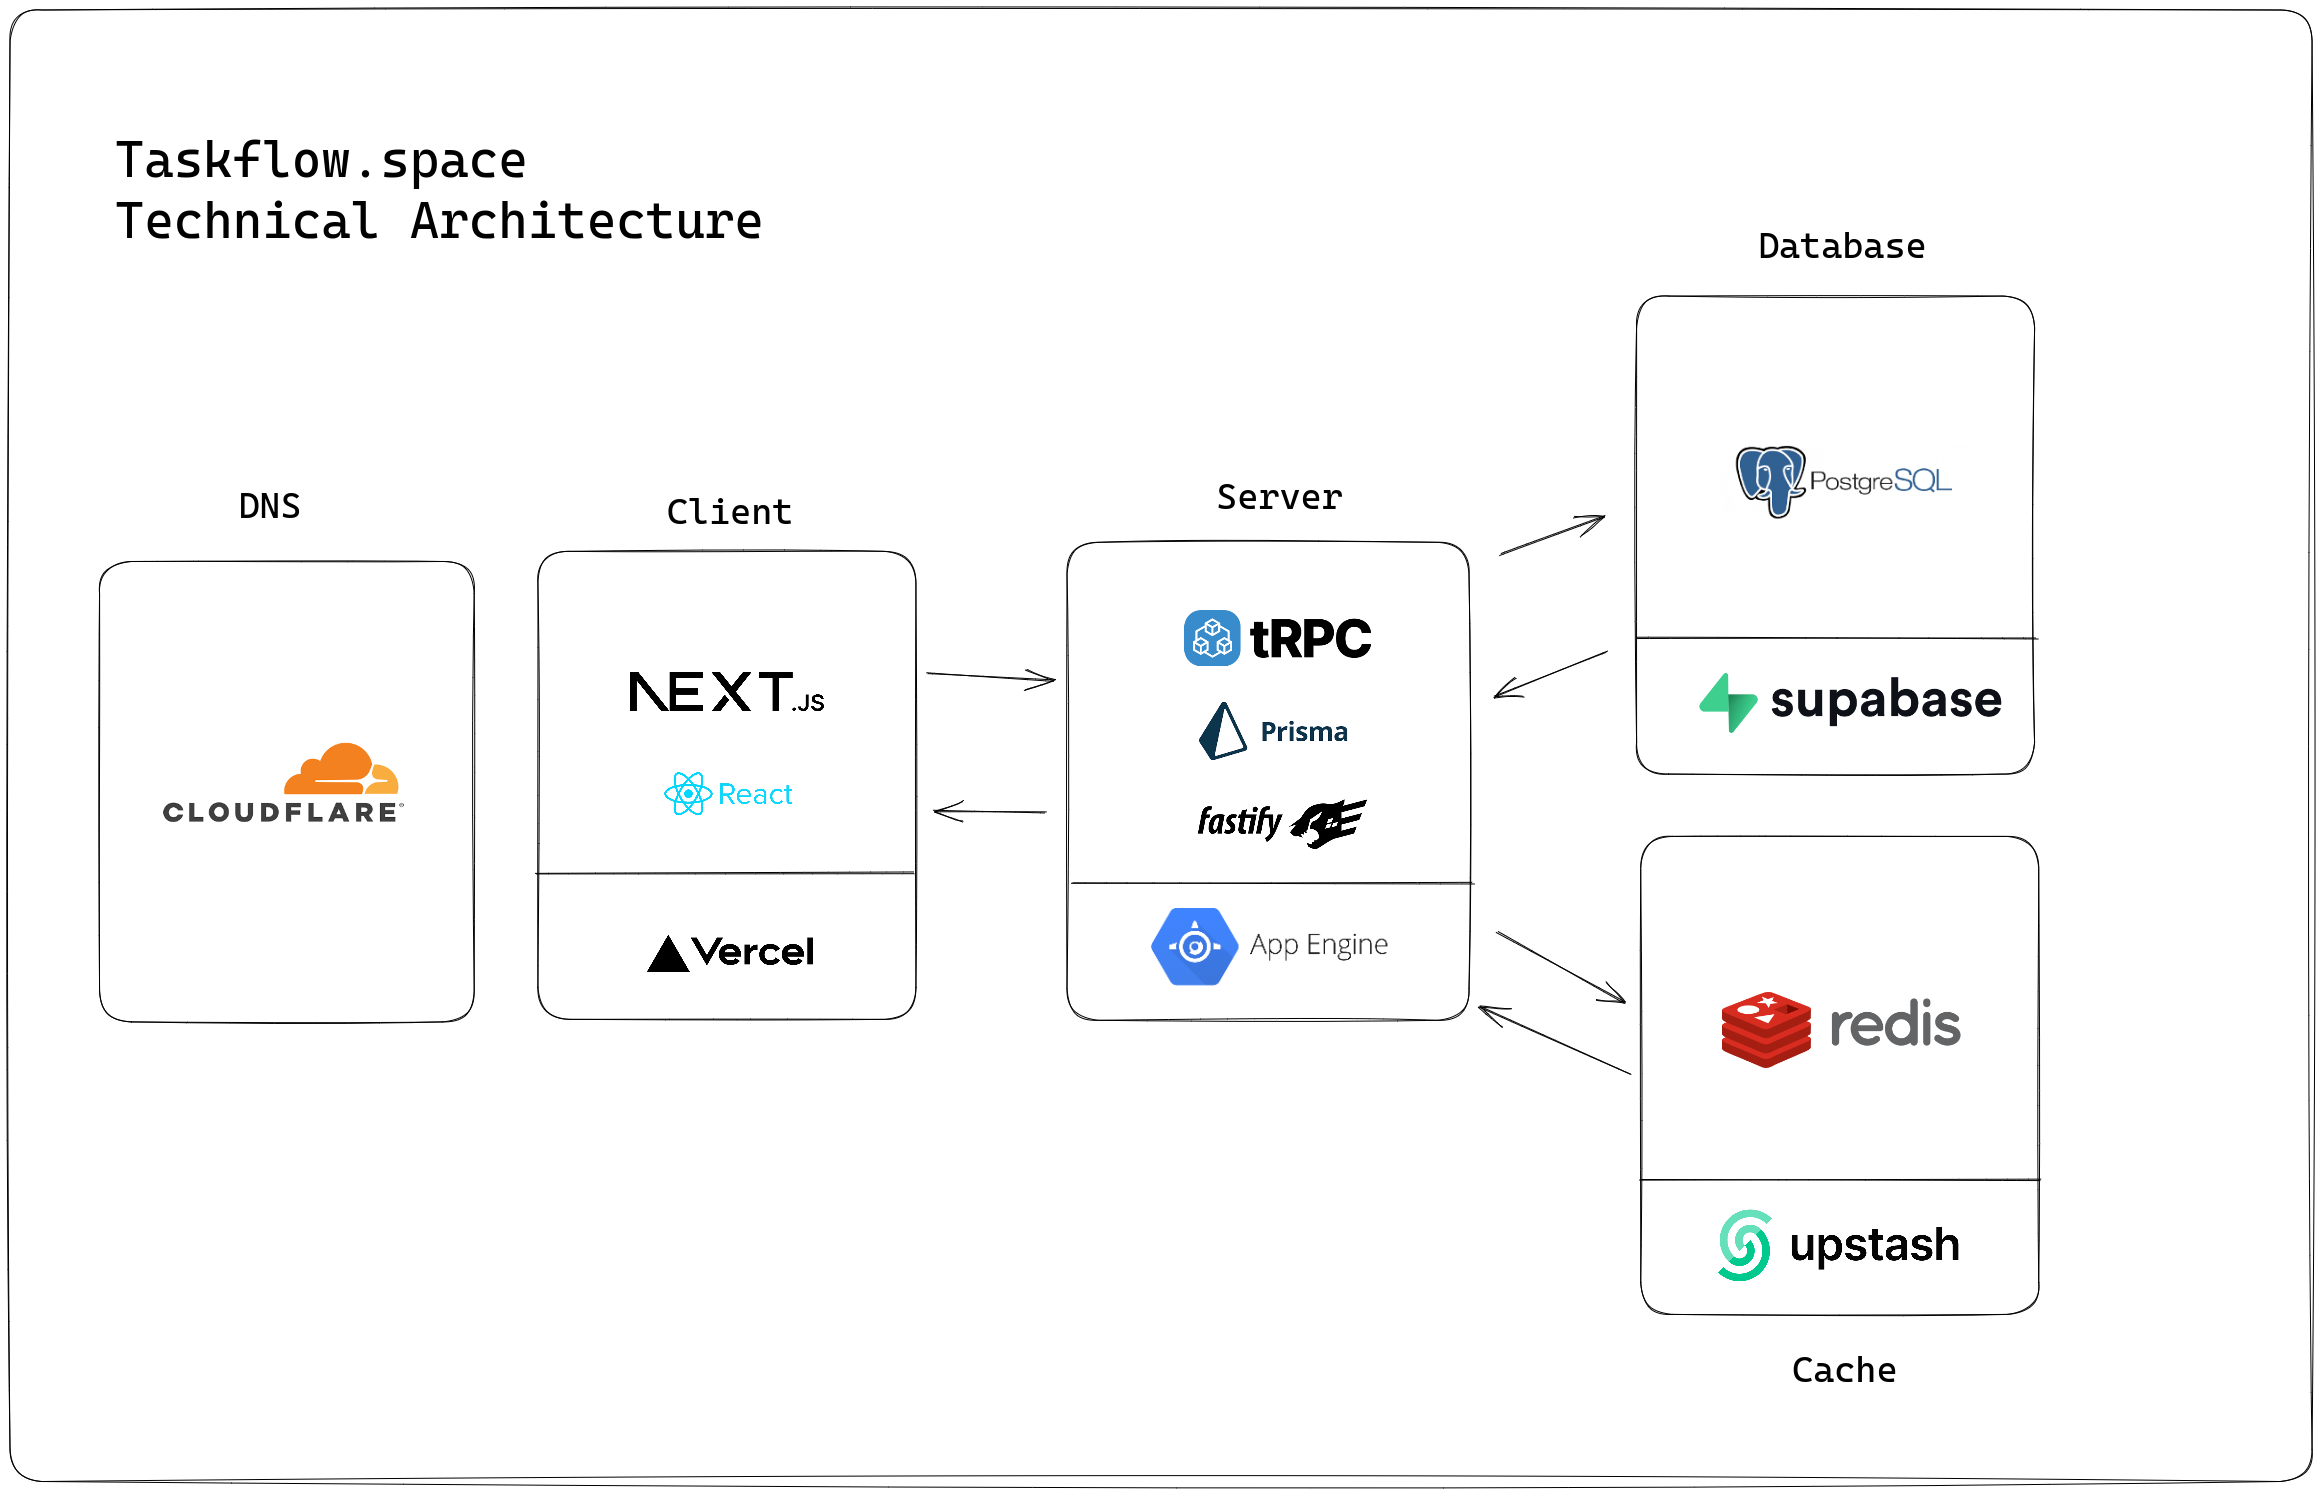 Taskflow.space
Technical Architecture
DNS
CLOUDFLARE®
Client
NEXT.JS
React
Vercel
Server
tRPC
Prisma
fastify
App Engine
Database
PostgreSQL
supabase
redis
upstash
Cache